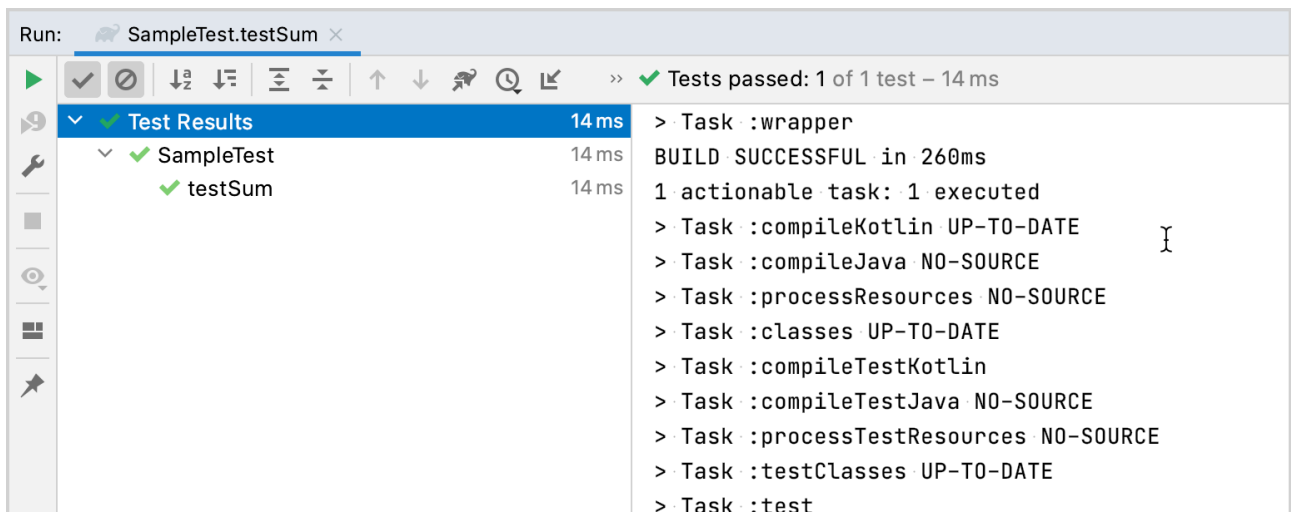 Run: SampleTest.testSum
Tests passed: 1 of 1 test – 14 ms
Test Results 14 ms
SampleTest 14 ms
testSum 14 ms
> Task :wrapper
BUILD SUCCESSFUL in 260ms
1 actionable task: 1 executed
> Task :compileKotlin UP-TO-DATE
> Task :compileJava NO-SOURCE
> Task :processResources NO-SOURCE
> Task :classes UP-TO-DATE
> Task :compileTestKotlin
> Task :compileTestJava NO-SOURCE
> Task :processTestResources NO-SOURCE
> Task :testClasses UP-TO-DATE
> Task :test